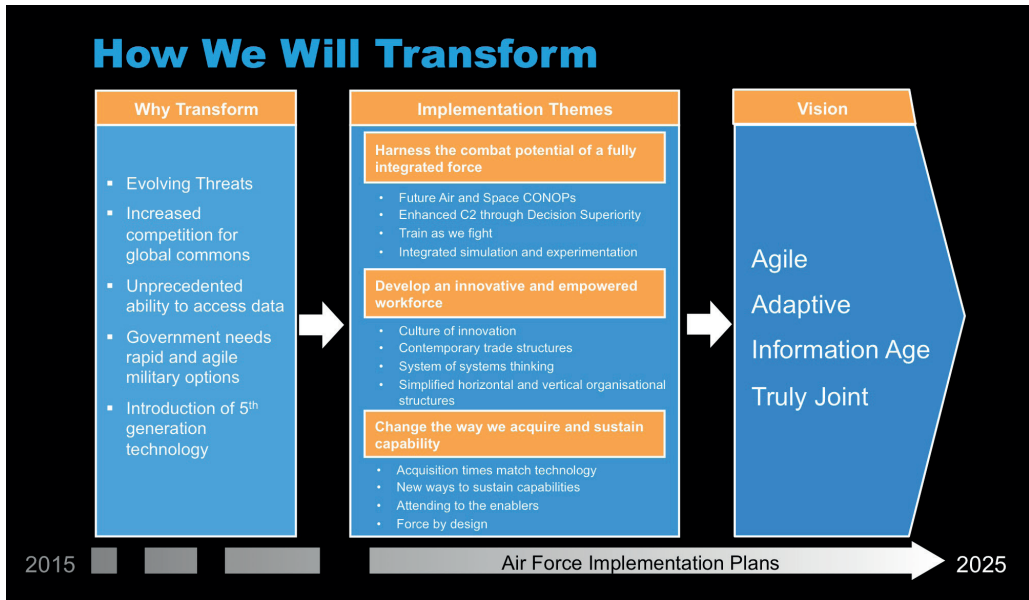 How We Will Transform
Why Transform
▪ Evolving Threats
▪ Increased
competition for
global commons
▪ Unprecedented
ability to access data
▪ Government needs
rapid and agile
military options
▪ Introduction of 5th
generation
technology
Implementation Themes
Harness the combat potential of a fully
integrated force
• Future Air and Space CONOPs
• Enhanced C2 through Decision Superiority
• Train as we fight
• Integrated simulation and experimentation
Develop an innovative and empowered
workforce
• Culture of innovation
• Contemporary trade structures
• System of systems thinking
• Simplified horizontal and vertical organisational
structures
Change the way we acquire and sustain
capability
• Acquisition times match technology
• New ways to sustain capabilities
• Attending to the enablers
• Force by design
Vision
Agile
Adaptive
Information Age
Truly Joint
2015
Air Force Implementation Plans
2025